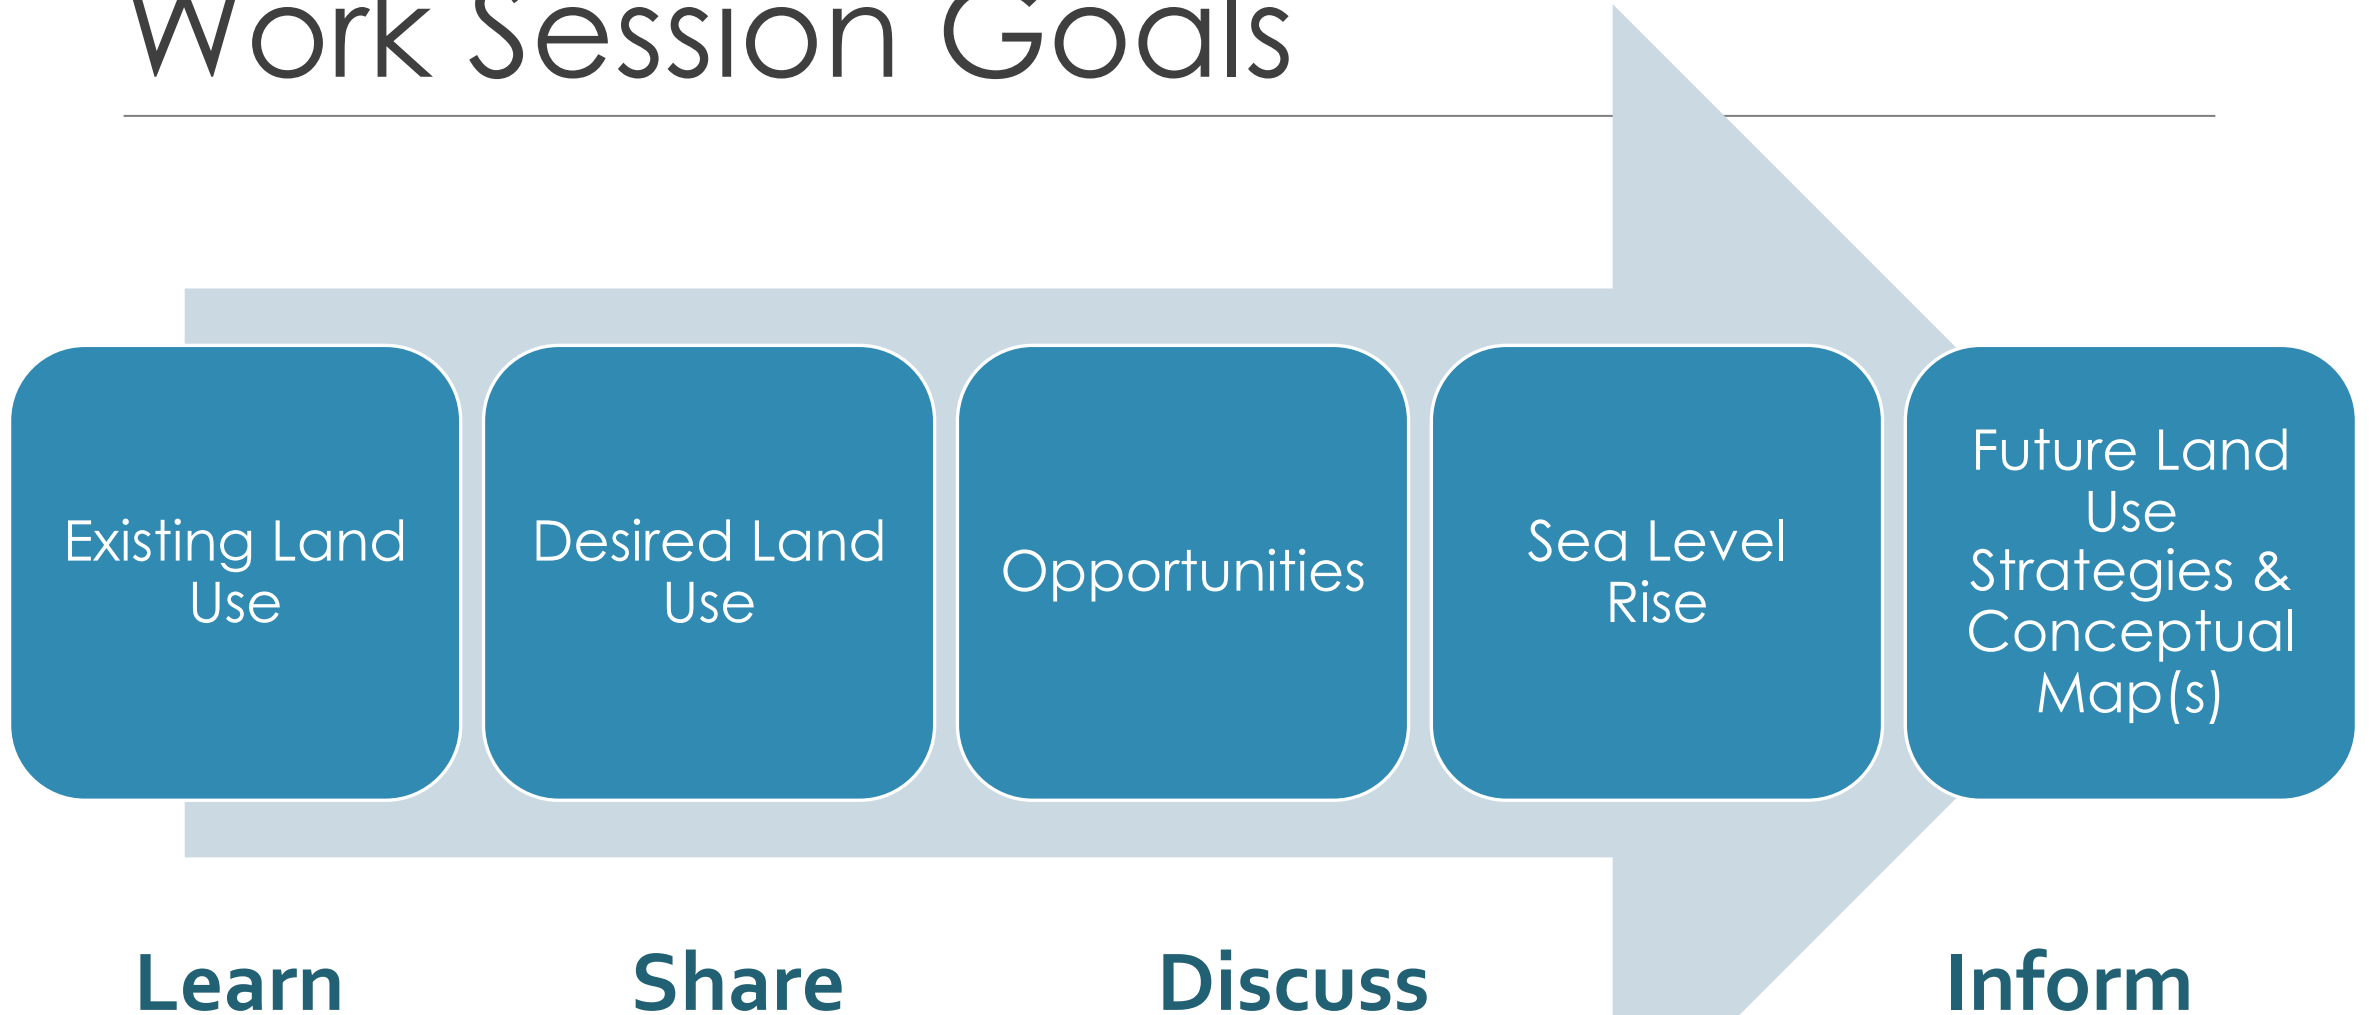 Work Session Goals
Existing Land
Use
Desired Land
Use
Opportunities
Sea Level
Rise
Future Land
Use
Strategies &
Conceptual
Map(s)
Learn
Share
Discuss
Inform